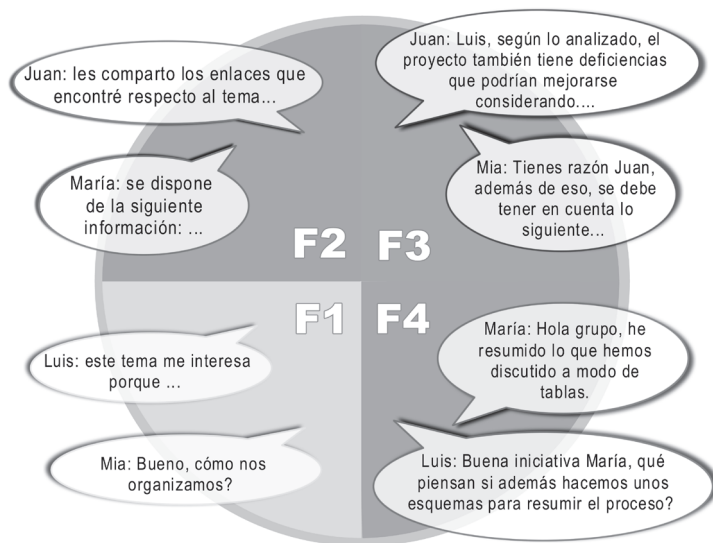 Juan: les comparto los enlaces que
encontré respecto al tema...
Juan: Luis, según lo analizado, el
proyecto también tiene deficiencias
que podrían mejorarse
considerando....
María: se dispone
de la siguiente
información: ...
Mia: Tienes razón Juan,
además de eso, se debe
tener en cuenta lo
siguiente...
F2 F3
F1 F4
Luis: este tema me interesa
porque ...
María: Hola grupo, he
resumido lo que hemos
discutido a modo de
tablas.
Mia: Bueno, cómo nos
organizamos?
Luis: Buena iniciativa María, qué
piensan si además hacemos unos
esquemas para resumir el proceso?